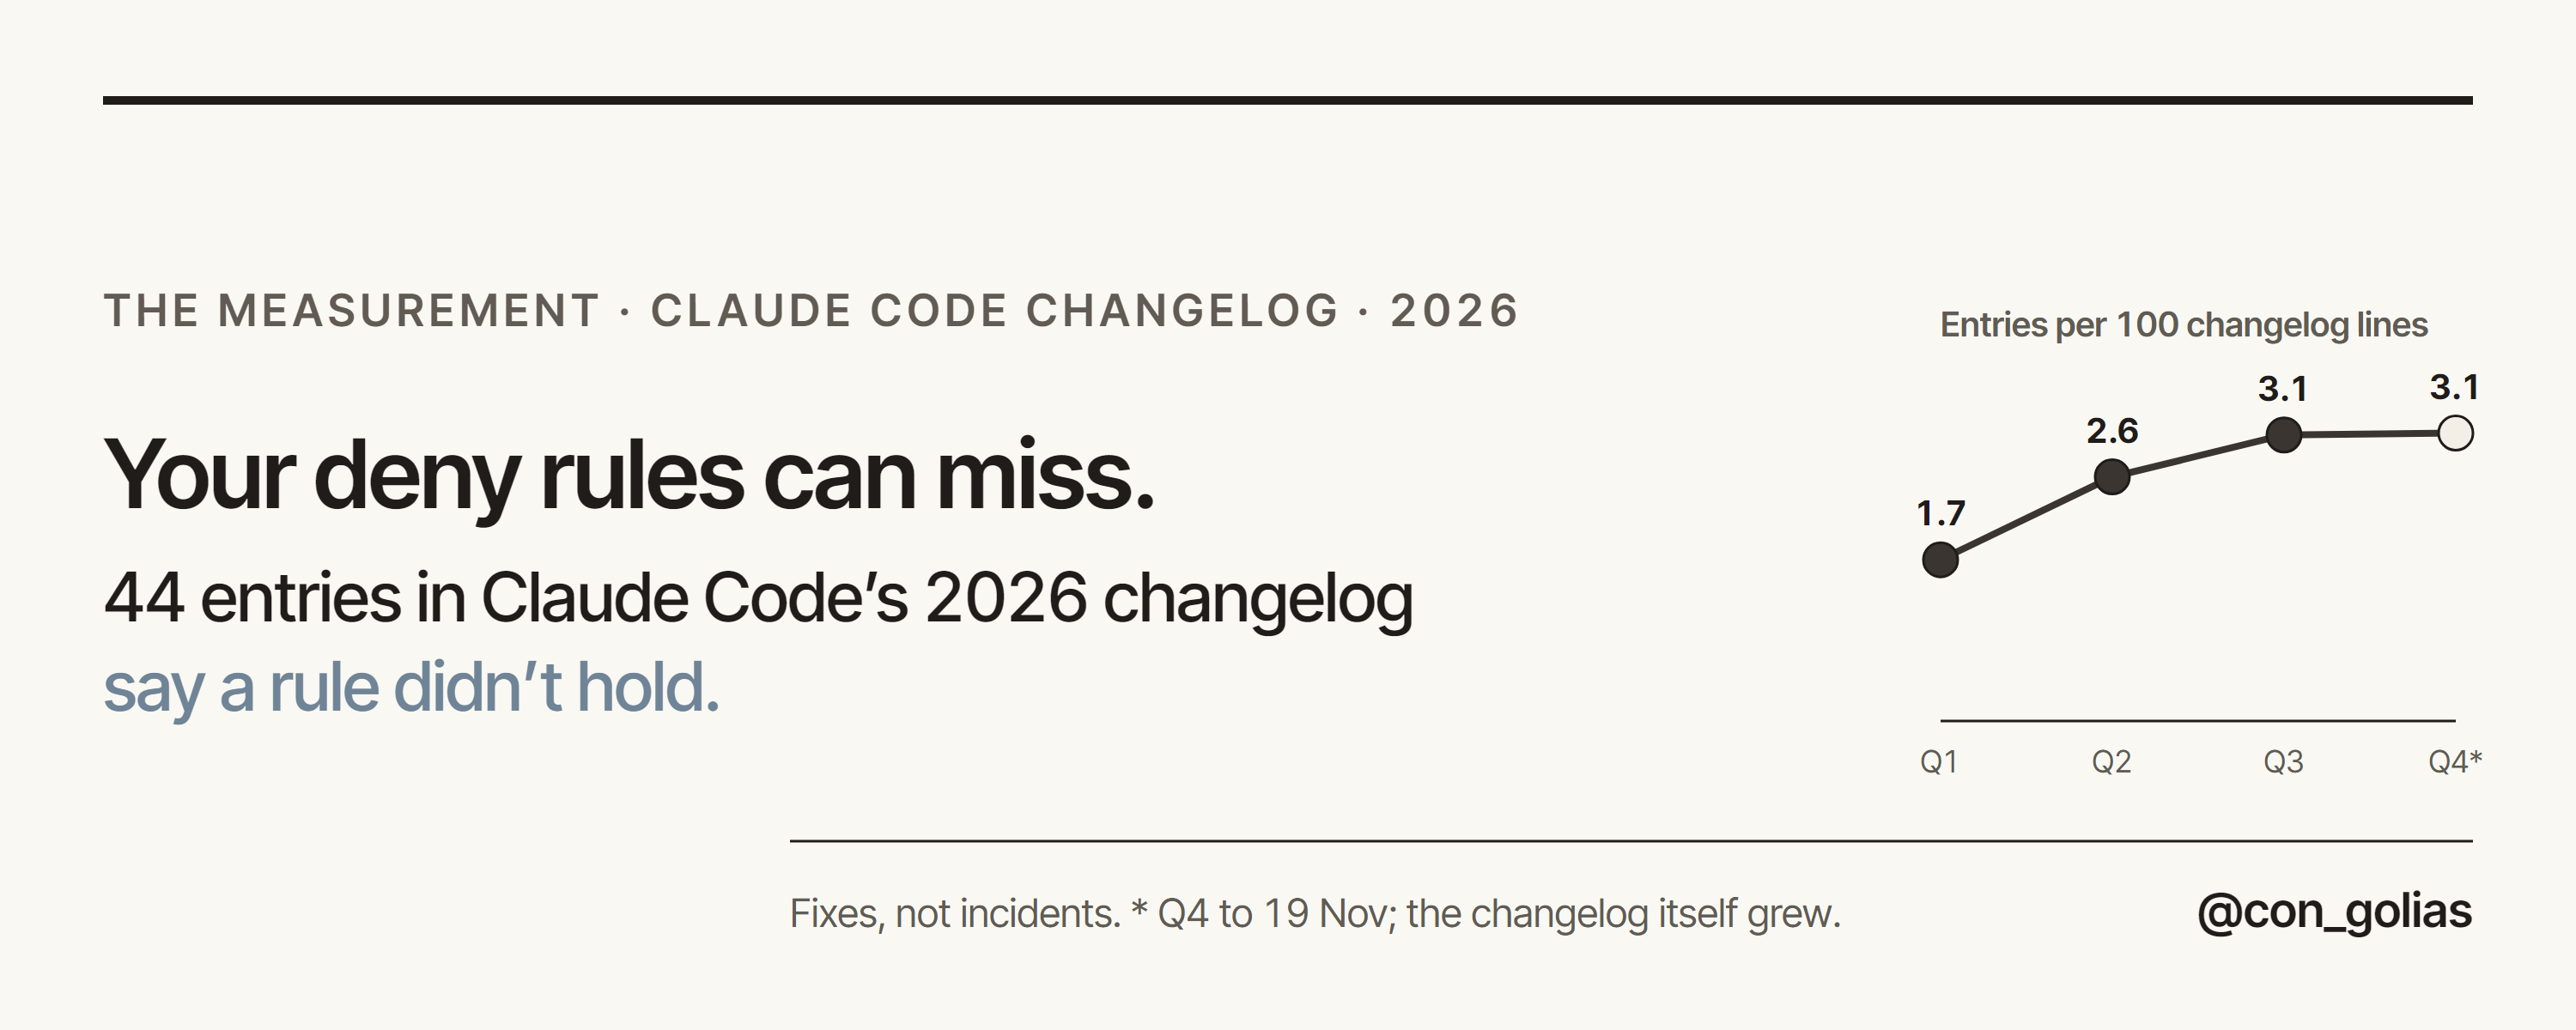 THE MEASUREMENT · CLAUDE CODE CHANGELOG · 2026
Your deny rules can miss.
44 entries in Claude Code’s 2026 changelog
say a rule didn’t hold.
Entries per 100 changelog lines
1.7
2.6
3.1
3.1
Q1
Q2
Q3
Q4*
Fixes, not incidents. * Q4 to 19 Nov; the changelog itself grew.
@con_golias